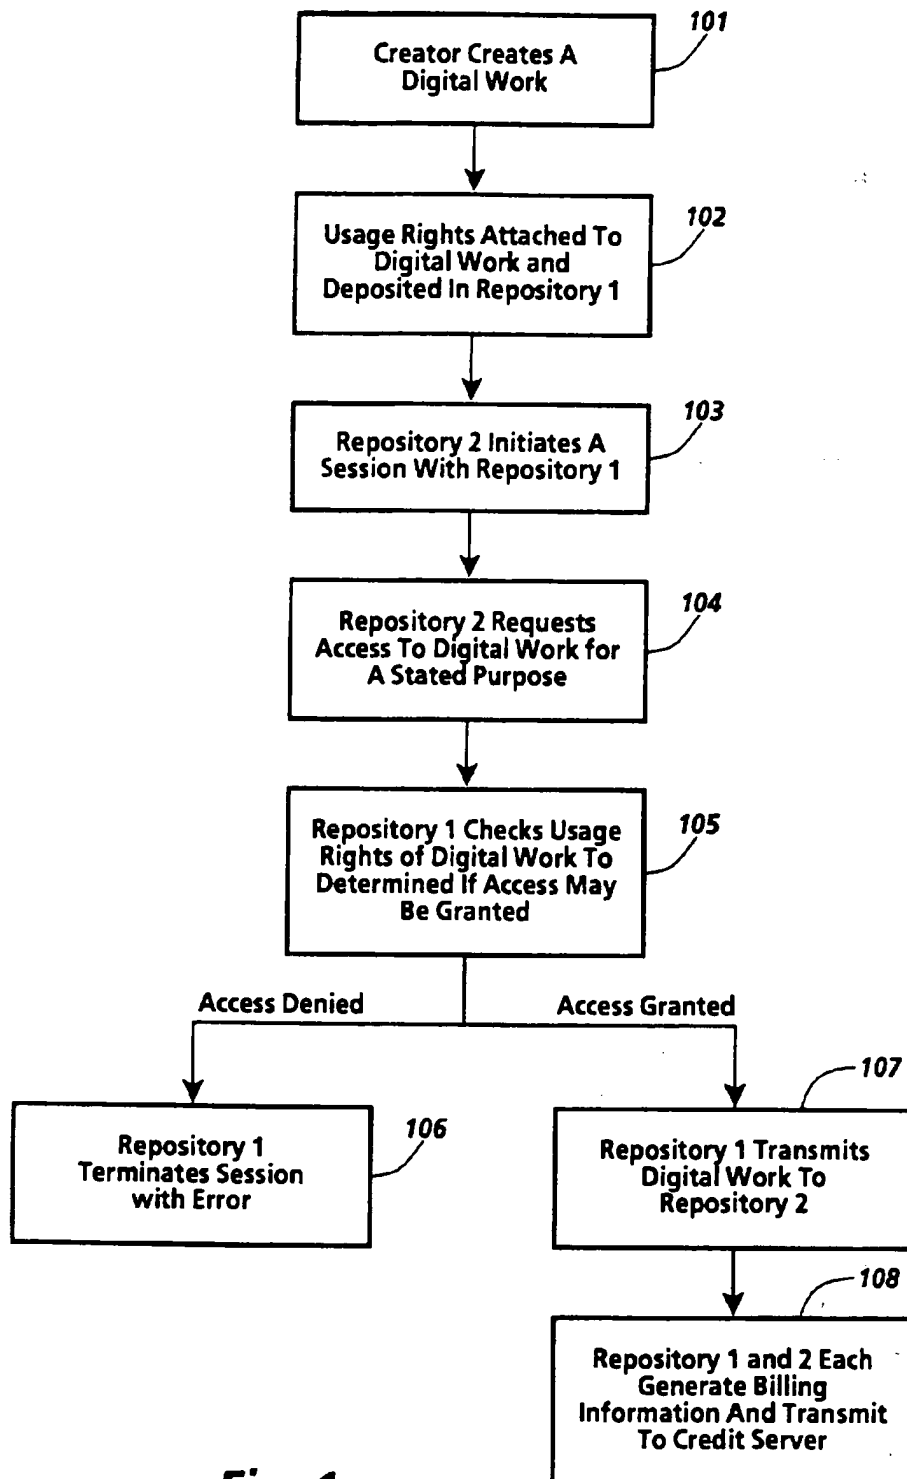 101
Creator Creates A
Digital Work
102
Usage Rights Attached To
Digital Work and
Deposited In Repository 1
103
Repository 2 Initiates A
Session With Repository 1
104
Repository 2 Requests
Access To Digital Work for
A Stated Purpose
105
Repository 1 Checks Usage
Rights of Digital Work To
Determined If Access May
Be Granted
Access Denied
Access Granted
106
Repository 1
Terminates Session
with Error
107
Repository 1 Transmits
Digital Work To
Repository 2
108
Repository 1 and 2 Each
Generate Billing
Information And Transmit
To Credit Server
Fig. 1